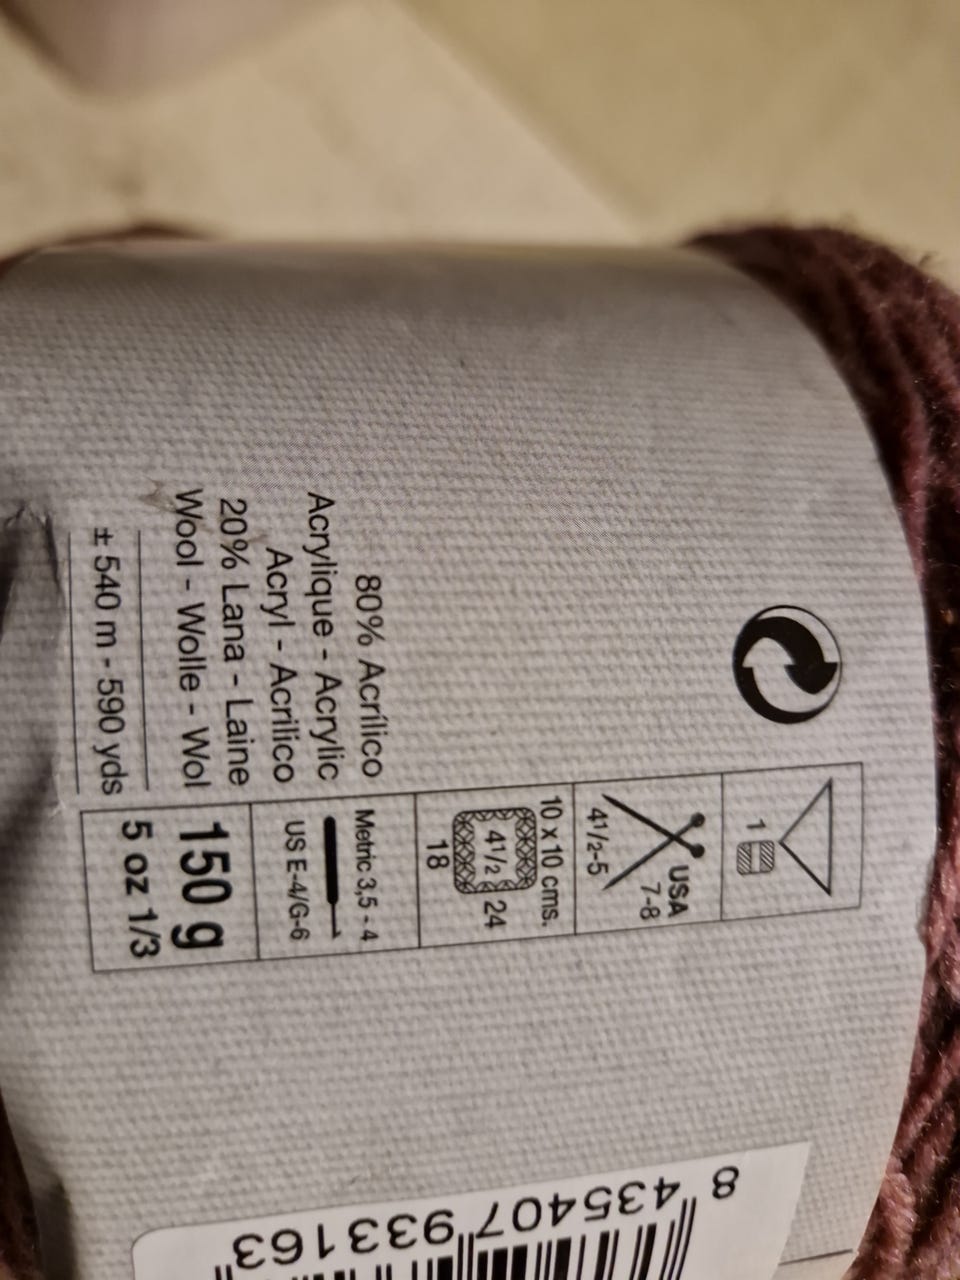 1
USA
7-8
4½-5
10 x 10 cms.
4½ 24
18
Metric 3,5 - 4
US E-4/G-6
150 g
5 oz 1/3
80% Acrílico
Acrylique - Acrylic
Acryl - Acrilico
20% Lana - Laine
Wool - Wolle - Wol
± 540 m - 590 yds
8 435407 933163